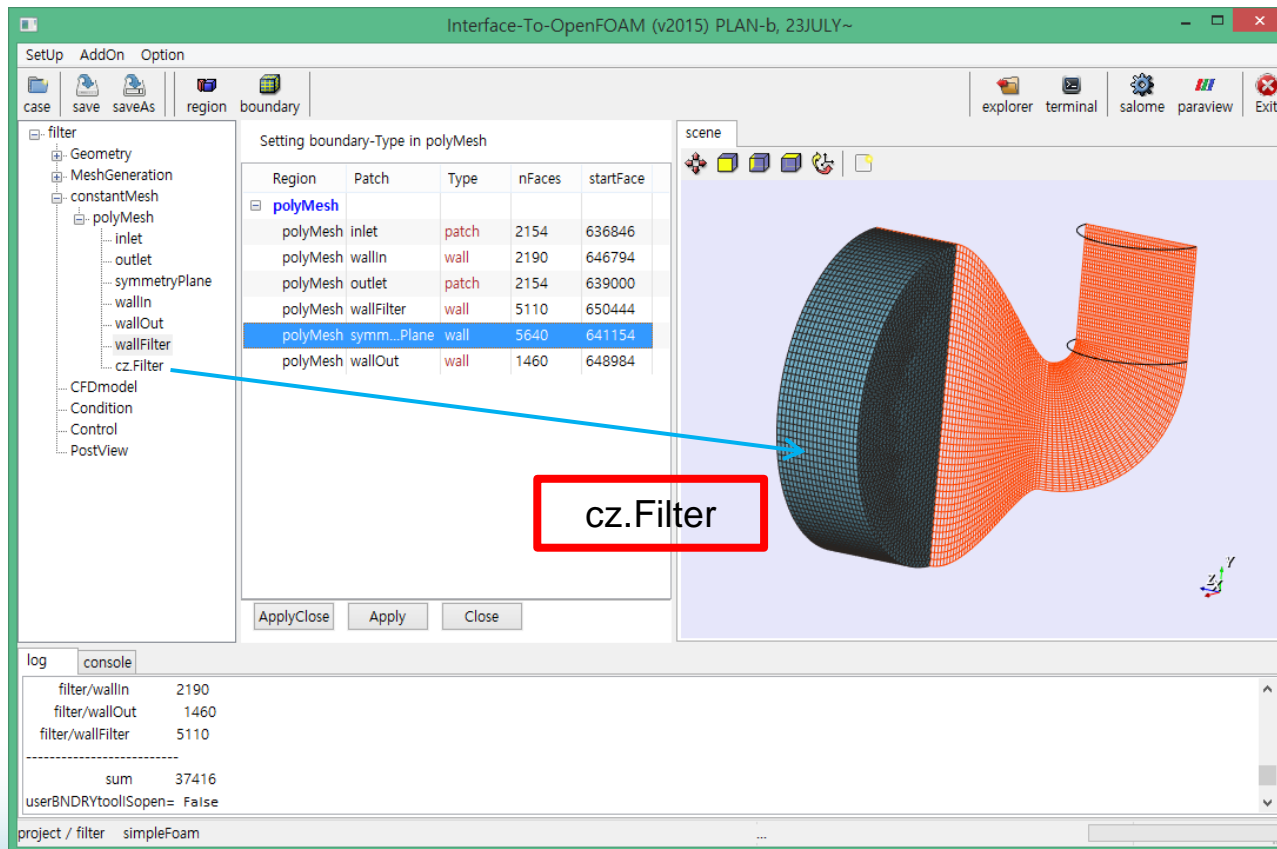 Interface-To-OpenFOAM (v2015) PLAN-b, 23JULY~
SetUp AddOn Option
case save saveAs region boundary explorer terminal salome paraview Exit
filter
Geometry
MeshGeneration
constantMesh
polyMesh
inlet
outlet
symmetryPlane
wallIn
wallOut
wallFilter
cz.Filter
CFDmodel
Condition
Control
PostView
Setting boundary-Type in polyMesh
Region Patch Type nFaces startFace
polyMesh
polyMesh inlet patch 2154 636846
polyMesh wallIn wall 2190 646794
polyMesh outlet patch 2154 639000
polyMesh wallFilter wall 5110 650444
polyMesh symm...Plane wall 5640 641154
polyMesh wallOut wall 1460 648984
ApplyClose Apply Close
scene
cz.Filter
Y
Z
log console
filter/wallIn 2190
filter/wallOut 1460
filter/wallFilter 5110
--------------------------
sum 37416
userBNDRYtoolISopen= False
project / filter simpleFoam ...